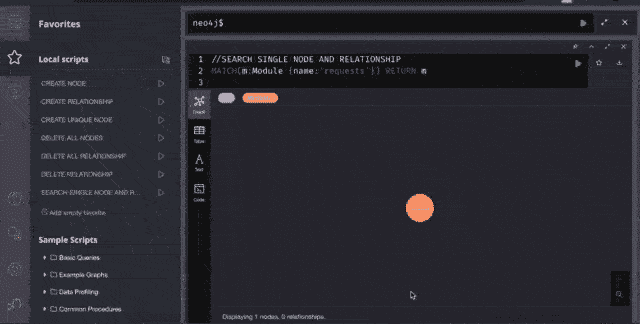 Favorites
Local scripts
CREATE NODE
CREATE RELATIONSHIP
CREATE UNIQUE NODE
DELETE ALL NODES
DELETE ALL RELATIONSHIP
DELETE RELATIONSHIP
SEARCH SINGLE NODE AND R...
Add empty favorite
Sample Scripts
Basic Queries
Example Graphs
Data Profiling
Common Procedures
neo4j$
1 //SEARCH SINGLE NODE AND RELATIONSHIP
2 MATCH(m:Module {name:'requests'}) RETURN m
3
Graph
Table
Text
Code
Displaying 1 nodes, 0 relationships.